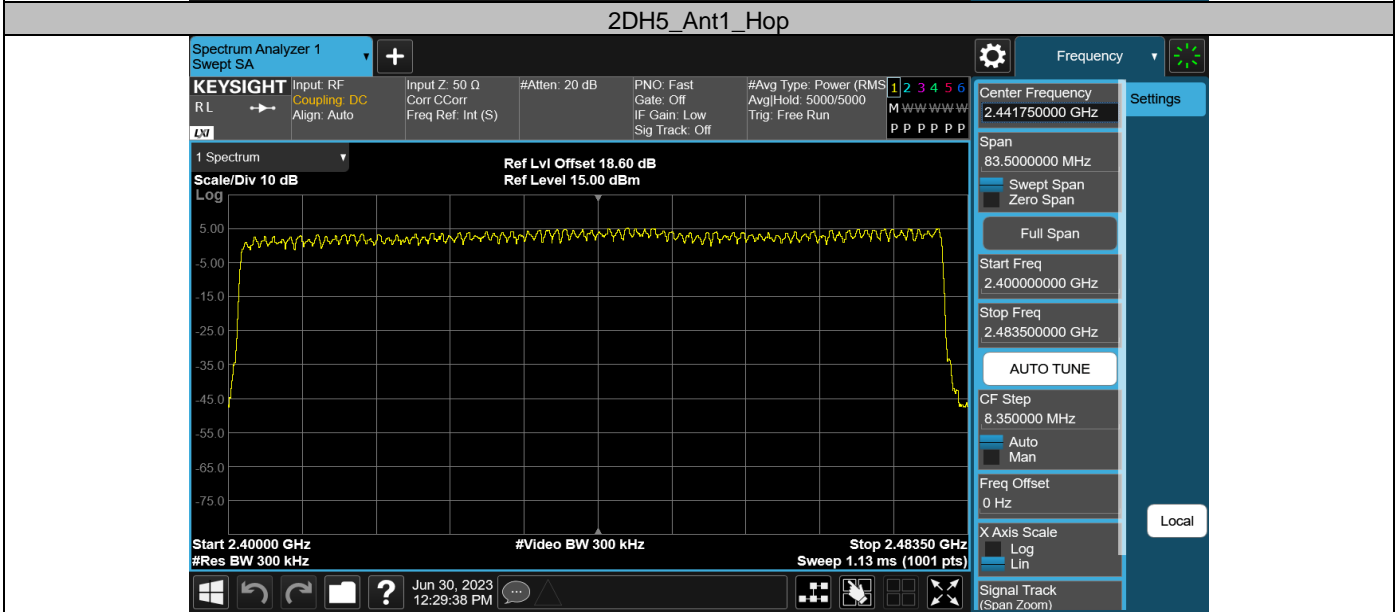 2DH5_Ant1_Hop
Spectrum Analyzer 1
Swept SA
Frequency
KEYSIGHT
R L
LXI
Input: RF
Coupling: DC
Align: Auto
Input Z: 50 Ω
Corr CCorr
Freq Ref: Int (S)
#Atten: 20 dB
PNO: Fast
Gate: Off
IF Gain: Low
Sig Track: Off
#Avg Type: Power (RMS
Avg|Hold: 5000/5000
Trig: Free Run
1 2 3 4 5 6
M W W W W W
P P P P P P
1 Spectrum
Scale/Div 10 dB
Ref Lvl Offset 18.60 dB
Ref Level 15.00 dBm
Log
5.00
-5.00
-15.0
-25.0
-35.0
-45.0
-55.0
-65.0
-75.0
Start 2.40000 GHz
#Res BW 300 kHz
#Video BW 300 kHz
Stop 2.48350 GHz
Sweep 1.13 ms (1001 pts)
Center Frequency
2.441750000 GHz
Settings
Span
83.5000000 MHz
Swept Span
Zero Span
Full Span
Start Freq
2.400000000 GHz
Stop Freq
2.483500000 GHz
AUTO TUNE
CF Step
8.350000 MHz
Auto
Man
Freq Offset
0 Hz
X Axis Scale
Log
Lin
Signal Track
(Span Zoom)
Local
?
Jun 30, 2023
12:29:38 PM